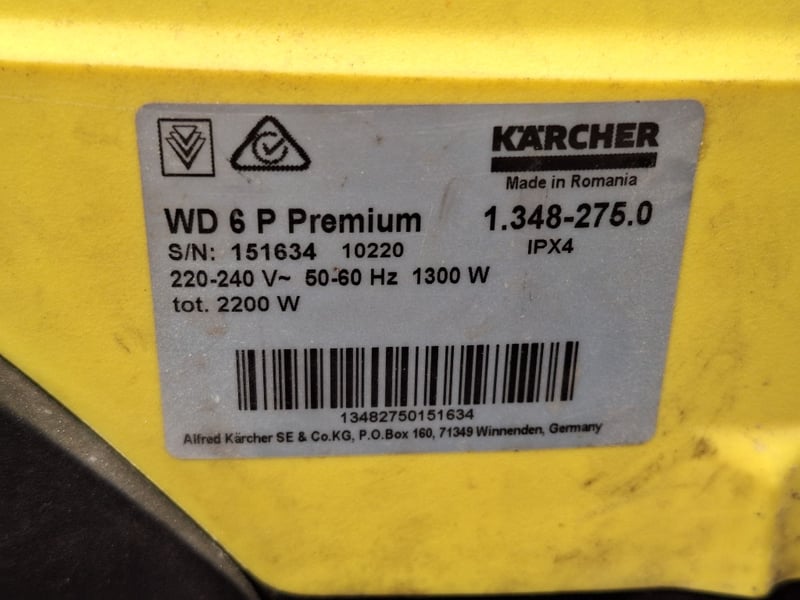 KÄRCHER
Made in Romania
WD 6 P Premium 1.348-275.0
S/N: 151634 10220 IPX4
220-240 V~ 50-60 Hz 1300 W
tot. 2200 W
13482750151634
Alfred Kärcher SE & Co.KG, P.O.Box 160, 71349 Winnenden, Germany